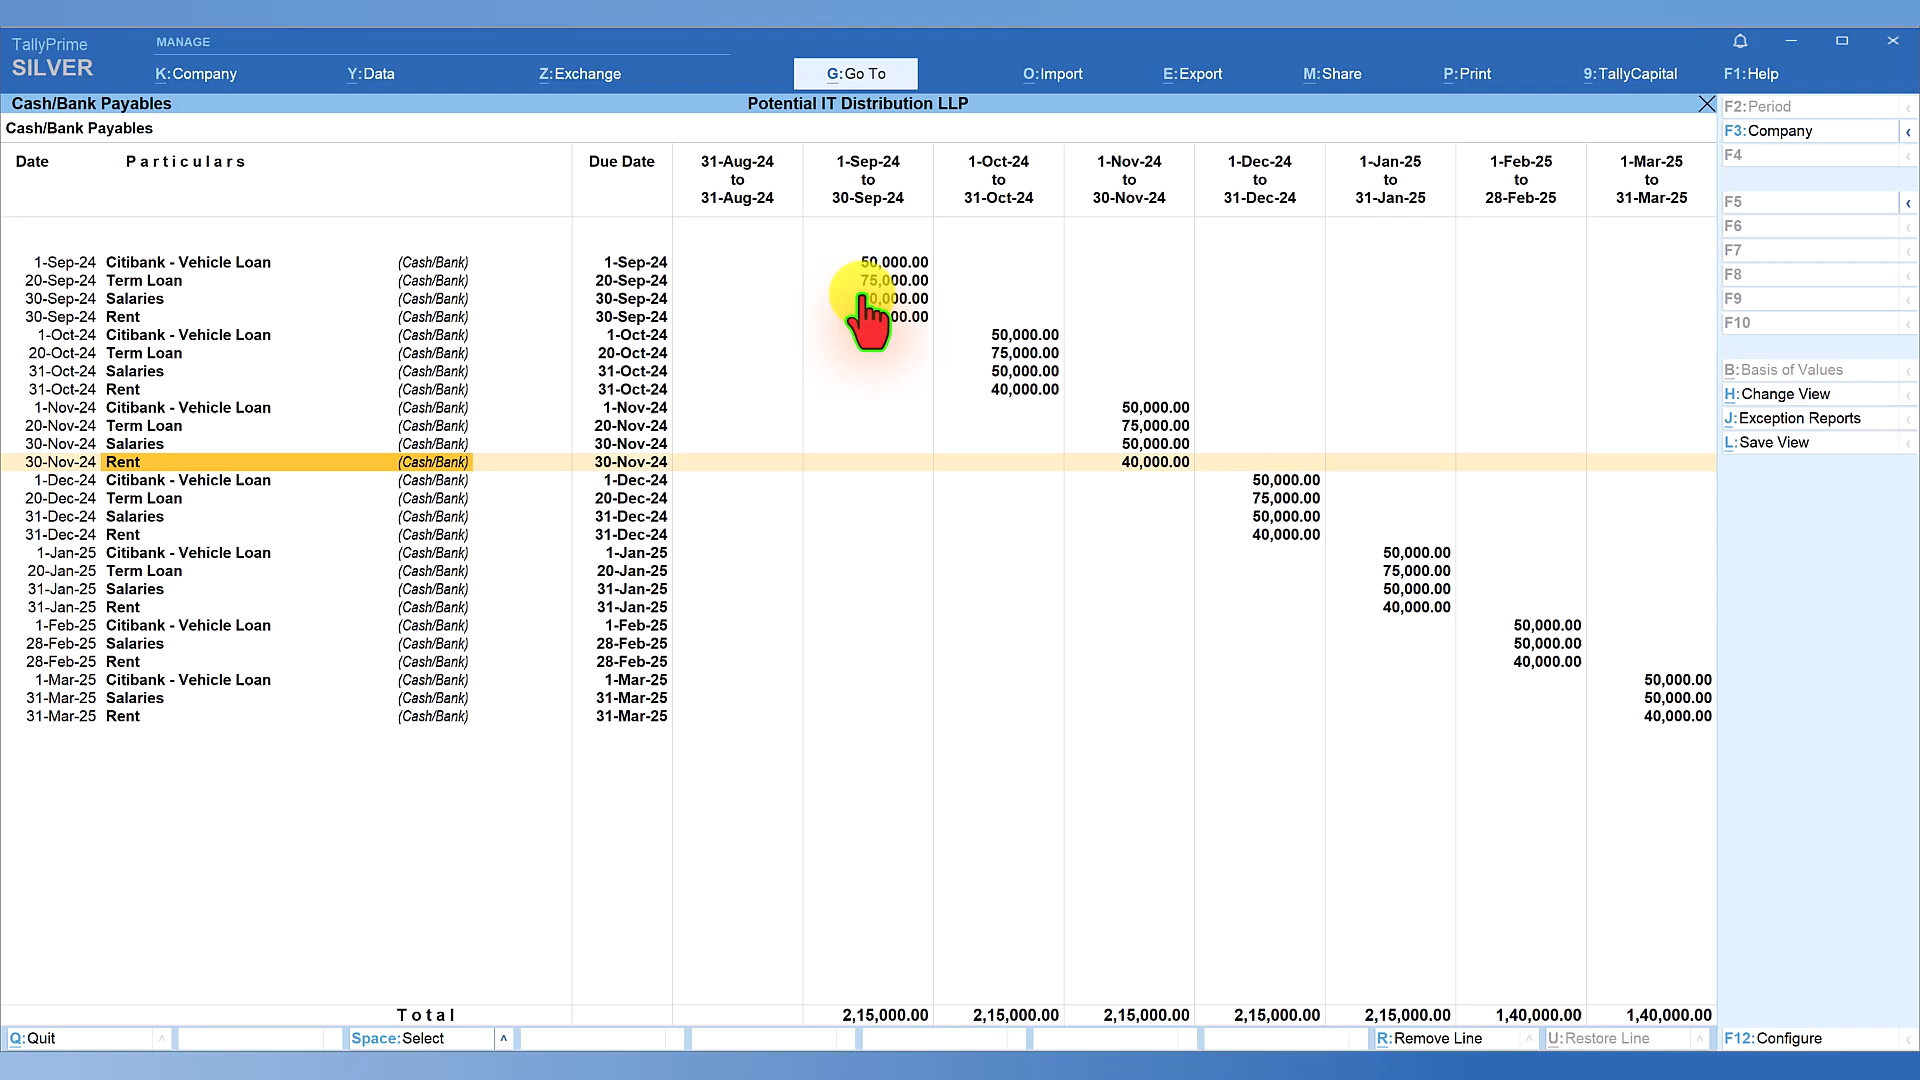 TallyPrime
SILVER
MANAGE
K:Company Y:Data Z:Exchange G:Go To O:Import E:Export M:Share P:Print 9:TallyCapital F1:Help
Cash/Bank Payables Potential IT Distribution LLP
Cash/Bank Payables
Date Particulars Due Date 31-Aug-24 1-Sep-24 1-Oct-24 1-Nov-24 1-Dec-24 1-Jan-25 1-Feb-25 1-Mar-25
to to to to to to to to
31-Aug-24 30-Sep-24 31-Oct-24 30-Nov-24 31-Dec-24 31-Jan-25 28-Feb-25 31-Mar-25
1-Sep-24 Citibank - Vehicle Loan (Cash/Bank) 1-Sep-24 50,000.00
20-Sep-24 Term Loan (Cash/Bank) 20-Sep-24 75,000.00
30-Sep-24 Salaries (Cash/Bank) 30-Sep-24
30-Sep-24 Rent (Cash/Bank) 30-Sep-24
1-Oct-24 Citibank - Vehicle Loan (Cash/Bank) 1-Oct-24 50,000.00
20-Oct-24 Term Loan (Cash/Bank) 20-Oct-24 75,000.00
31-Oct-24 Salaries (Cash/Bank) 31-Oct-24 50,000.00
31-Oct-24 Rent (Cash/Bank) 31-Oct-24 40,000.00
1-Nov-24 Citibank - Vehicle Loan (Cash/Bank) 1-Nov-24 50,000.00
20-Nov-24 Term Loan (Cash/Bank) 20-Nov-24 75,000.00
30-Nov-24 Salaries (Cash/Bank) 30-Nov-24 50,000.00
30-Nov-24 Rent (Cash/Bank) 30-Nov-24 40,000.00
1-Dec-24 Citibank - Vehicle Loan (Cash/Bank) 1-Dec-24 50,000.00
20-Dec-24 Term Loan (Cash/Bank) 20-Dec-24 75,000.00
31-Dec-24 Salaries (Cash/Bank) 31-Dec-24 50,000.00
31-Dec-24 Rent (Cash/Bank) 31-Dec-24 40,000.00
1-Jan-25 Citibank - Vehicle Loan (Cash/Bank) 1-Jan-25 50,000.00
20-Jan-25 Term Loan (Cash/Bank) 20-Jan-25 75,000.00
31-Jan-25 Salaries (Cash/Bank) 31-Jan-25 50,000.00
31-Jan-25 Rent (Cash/Bank) 31-Jan-25 40,000.00
1-Feb-25 Citibank - Vehicle Loan (Cash/Bank) 1-Feb-25 50,000.00
28-Feb-25 Salaries (Cash/Bank) 28-Feb-25 50,000.00
28-Feb-25 Rent (Cash/Bank) 28-Feb-25 40,000.00
1-Mar-25 Citibank - Vehicle Loan (Cash/Bank) 1-Mar-25 50,000.00
31-Mar-25 Salaries (Cash/Bank) 31-Mar-25 50,000.00
31-Mar-25 Rent (Cash/Bank) 31-Mar-25 40,000.00
Total 2,15,000.00 2,15,000.00 2,15,000.00 2,15,000.00 2,15,000.00 1,40,000.00 1,40,000.00
Q:Quit Space:Select R:Remove Line U:Restore Line
F2:Period
F3:Company
F4
F5
F6
F7
F8
F9
F10
B:Basis of Values
H:Change View
J:Exception Reports
L:Save View
F12:Configure